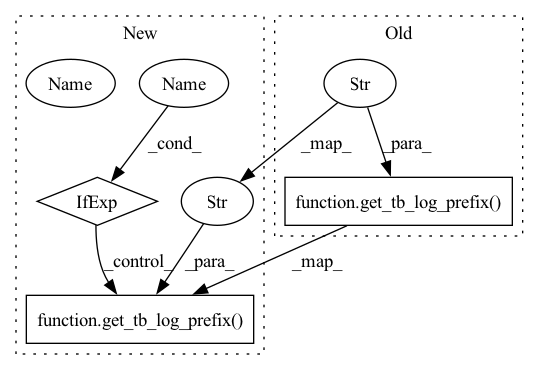 New
Old
Name
Name
Str
_cond_
_map_
_para_
IfExp
Str
function.get_tb_log_prefix()
_control_
_para_
_map_
function.get_tb_log_prefix()